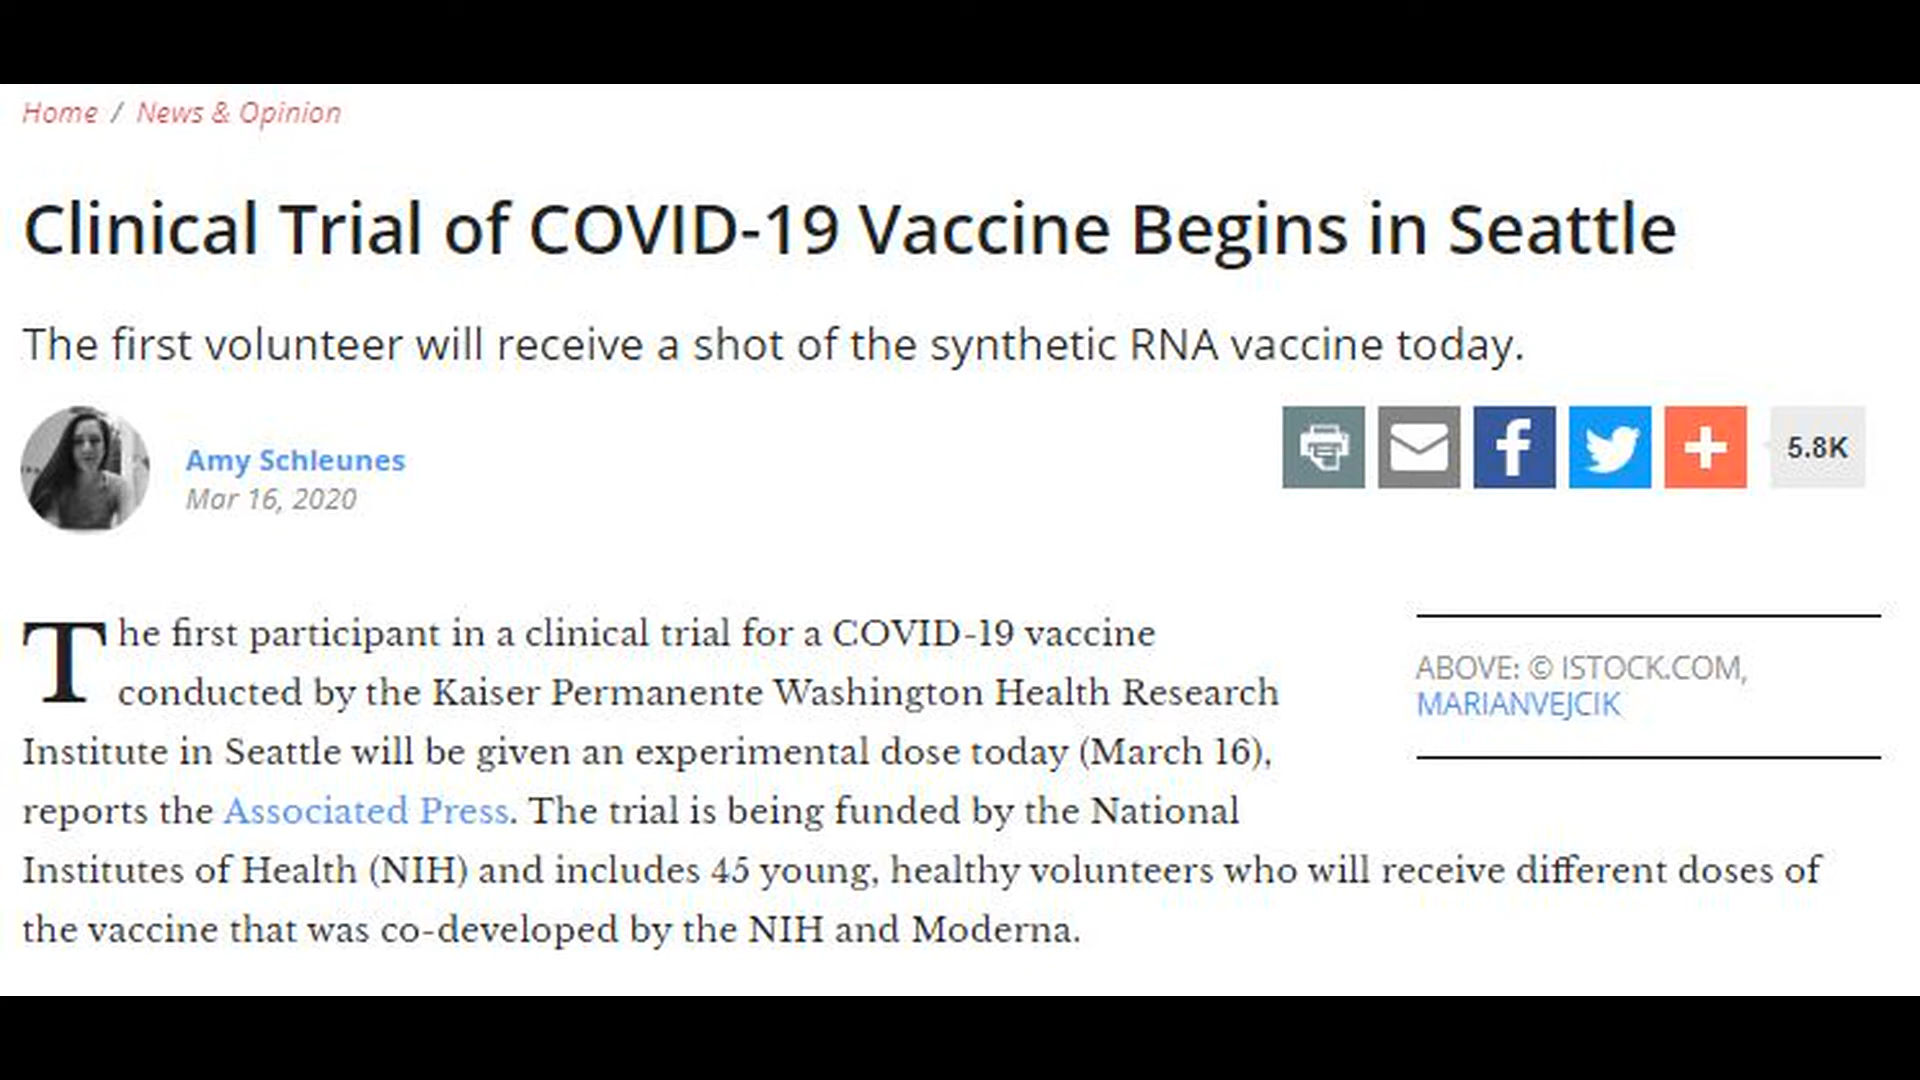 Home / News & Opinion
Clinical Trial of COVID-19 Vaccine Begins in Seattle
The first volunteer will receive a shot of the synthetic RNA vaccine today.
Amy Schleunes
Mar 16, 2020
5.8K
The first participant in a clinical trial for a COVID-19 vaccine
conducted by the Kaiser Permanente Washington Health Research
Institute in Seattle will be given an experimental dose today (March 16),
reports the Associated Press. The trial is being funded by the National
Institutes of Health (NIH) and includes 45 young, healthy volunteers who will receive different doses of
the vaccine that was co-developed by the NIH and Moderna.
ABOVE: © ISTOCK.COM,
MARIANVEJCIK